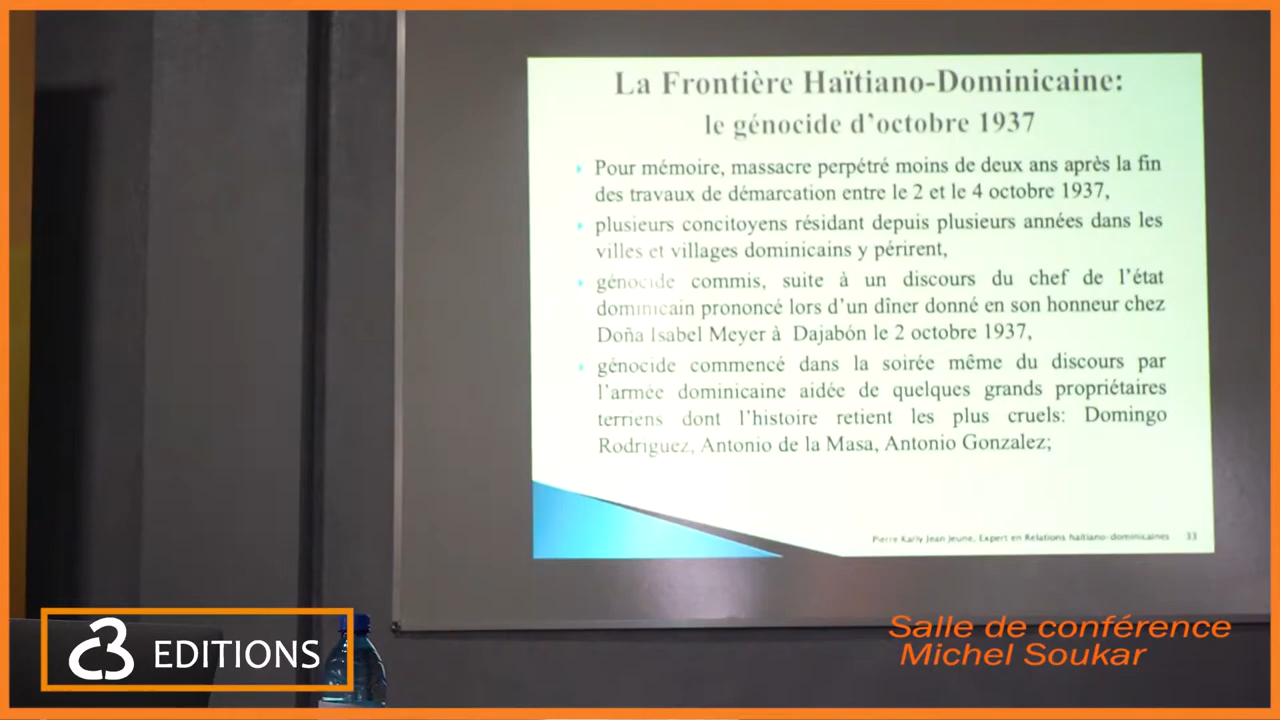 La Frontière Haïtiano-Dominicaine:
le génocide d'octobre 1937
Pour mémoire, massacre perpétré moins de deux ans après la fin
des travaux de démarcation entre le 2 et le 4 octobre 1937,
plusieurs concitoyens résidant depuis plusieurs années dans les
villes et villages dominicains y périrent,
génocide commis, suite à un discours du chef de l'état
dominicain prononcé lors d'un dîner donné en son honneur chez
Doña Isabel Meyer à Dajabón le 2 octobre 1937,
génocide commencé dans la soirée même du discours par
l'armée dominicaine aidée de quelques grands propriétaires
terriens dont l'histoire retient les plus cruels: Domingo
Rodriguez, Antonio de la Masa, Antonio Gonzalez;
Pierre Karly Jean Jeune, Expert en Relations haïtiano-dominicaines 33
C3 EDITIONS
Salle de conférence
Michel Soukar